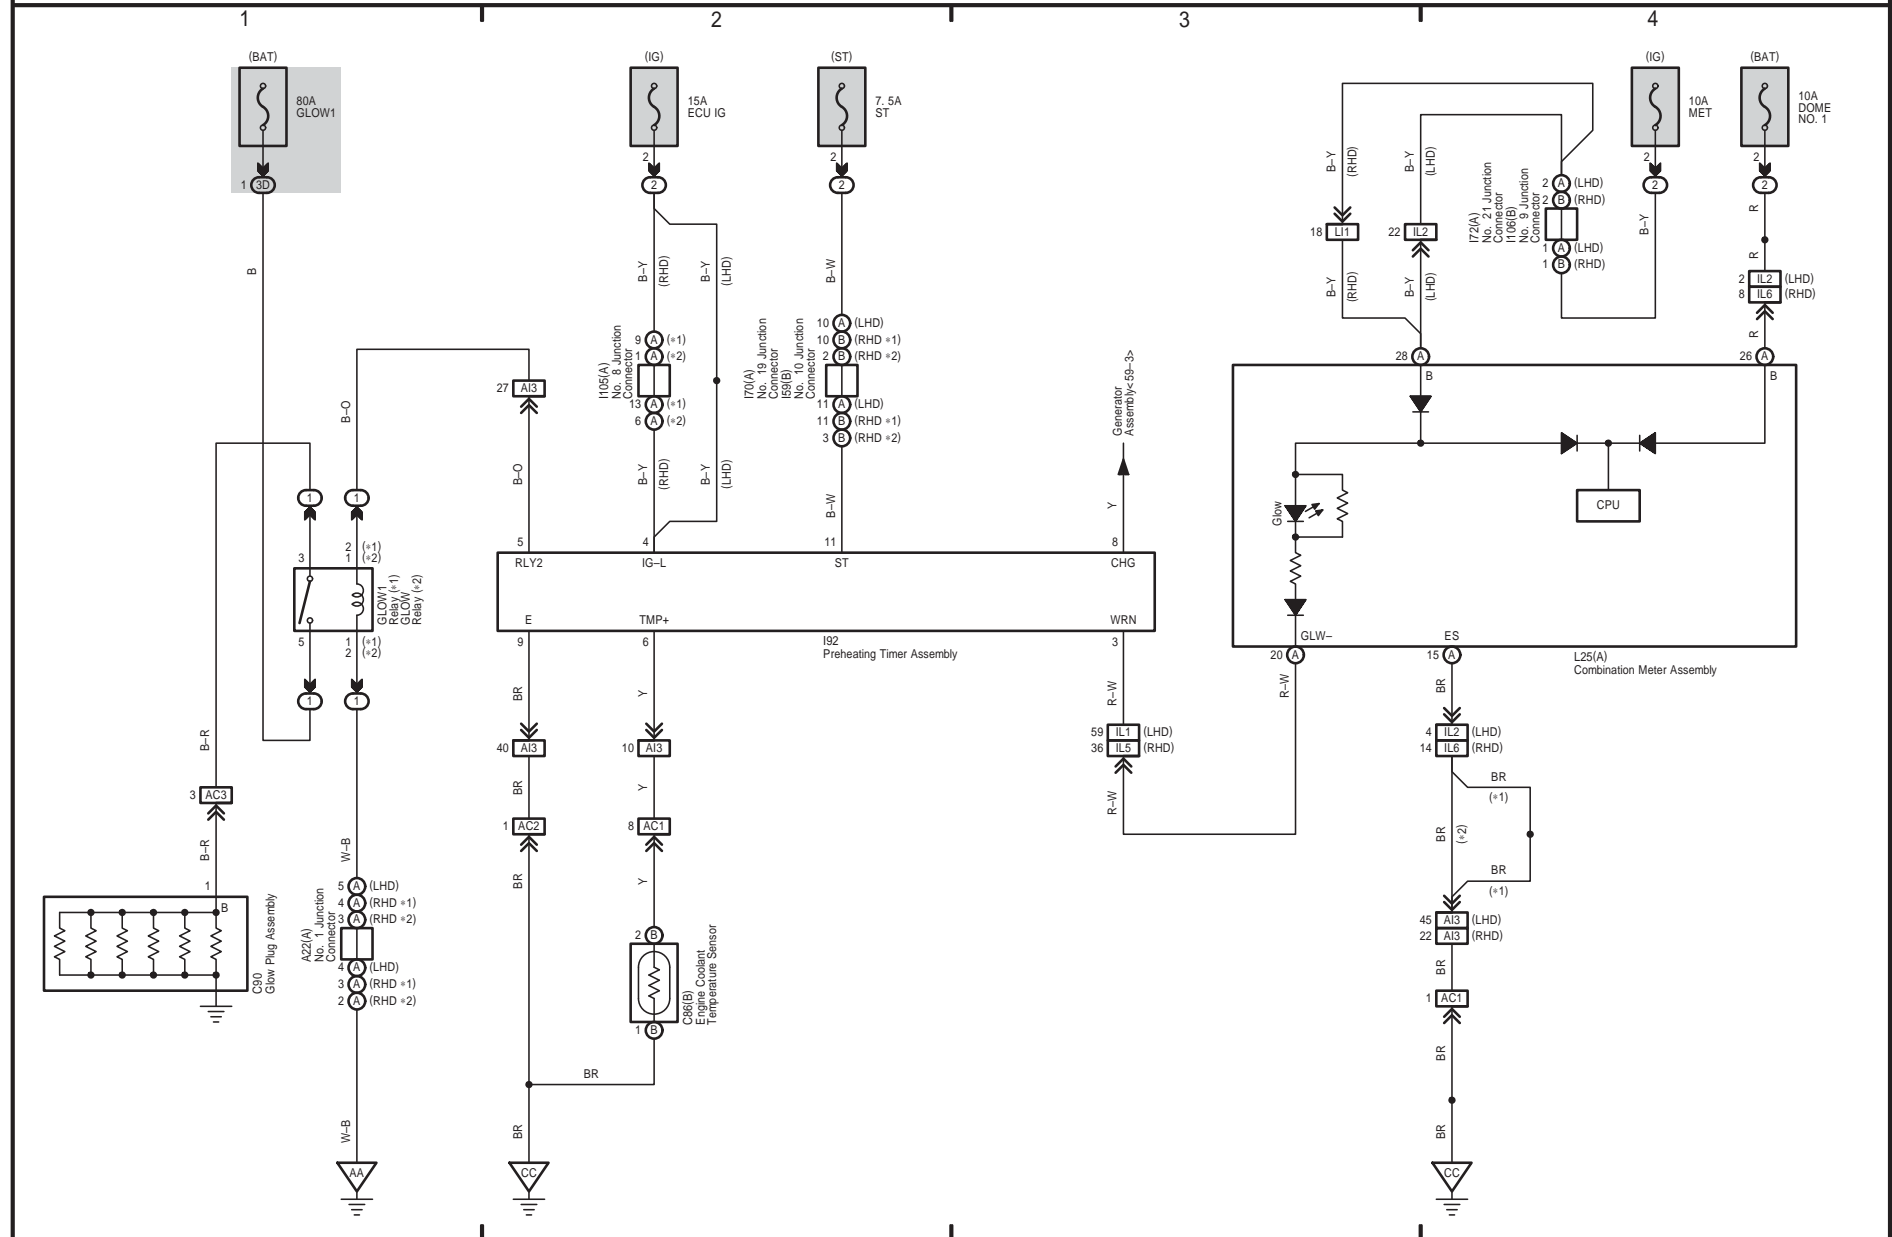 1
2
3
4
(BAT)
80A
GLOW1
1
3D
B
(IG)
15A
ECU IG
2
2
(ST)
7. 5A
ST
2
2
(IG)
10A
MET
2
2
(BAT)
10A
DOME
NO. 1
2
2
B–Y
(RHD)
B–Y
(LHD)
18
LI1
22
IL2
B–Y
(RHD)
B–Y
(LHD)
I72(A)
No. 21 Junction
Connector
I106(B)
No. 9 Junction
Connector
2
A
(LHD)
2
B
(RHD)
1
A
(LHD)
1
B
(RHD)
B–Y
R
R
2
IL2
(LHD)
8
IL6
(RHD)
R
28
A
26
A
B
B
B–Y
(RHD)
B–Y
(LHD)
9
A
(∗1)
1
A
(∗2)
13
A
(∗1)
6
A
(∗2)
I105(A)
No. 8 Junction
Connector
B–Y
(RHD)
B–Y
(LHD)
B–W
10
A
(LHD)
10
B
(RHD ∗1)
2
B
(RHD ∗2)
11
A
(LHD)
11
B
(RHD ∗1)
3
B
(RHD ∗2)
I70(A)
No. 19 Junction
Connector
I59(B)
No. 10 Junction
Connector
B–W
27
AI3
B–O
B–O
Generator
Assembly<59–3>
Y
Glow
CPU
GLW–
ES
20
A
15
A
L25(A)
Combination Meter Assembly
5
4
11
8
RLY2
IG–L
ST
CHG
E
TMP+
WRN
9
6
3
I92
Preheating Timer Assembly
1
1
3
2
(∗1)
1
(∗2)
GLOW1
Relay (∗1)
GLOW
Relay (∗2)
5
1
(∗1)
2
(∗2)
1
1
B–R
3
AC3
B–R
1
B
C90
Glow Plug Assembly
W–B
5
A
(LHD)
4
A
(RHD ∗1)
3
A
(RHD ∗2)
4
A
(LHD)
3
A
(RHD ∗1)
2
A
(RHD ∗2)
A22(A)
No. 1 Junction
Connector
W–B
AA
BR
40
AI3
BR
1
AC2
BR
BR
CC
Y
10
AI3
Y
8
AC1
Y
2
B
C86(B)
Engine Coolant
Temperature Sensor
1
B
BR
R–W
59
IL1
(LHD)
36
IL5
(RHD)
R–W
R–W
BR
4
IL2
(LHD)
14
IL6
(RHD)
BR
(∗1)
BR
(∗2)
BR
(∗1)
45
AI3
(LHD)
22
AI3
(RHD)
BR
1
AC1
BR
BR
CC